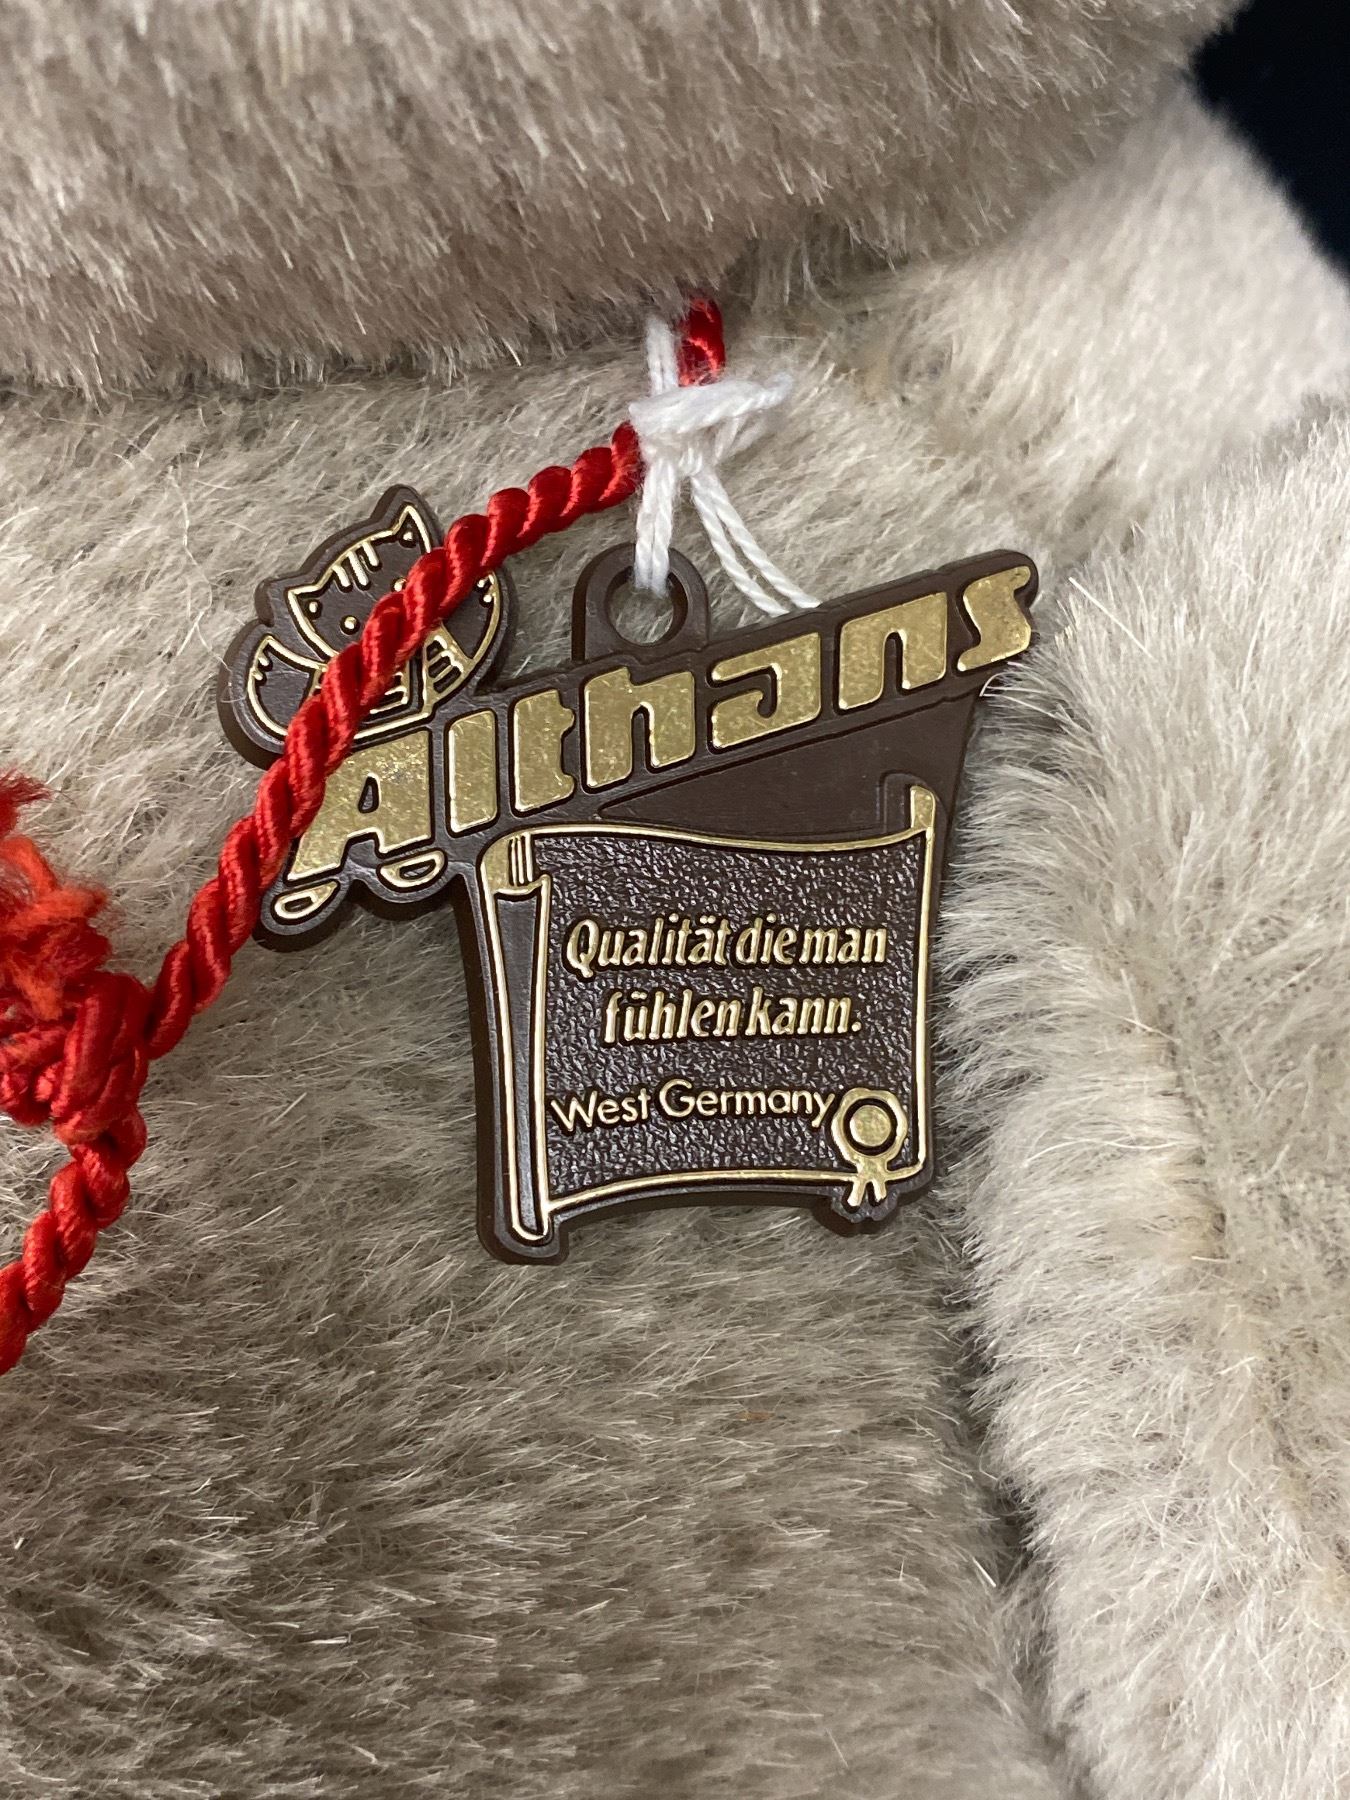 Althans
Qualität die man
fühlen kann.
West Germany